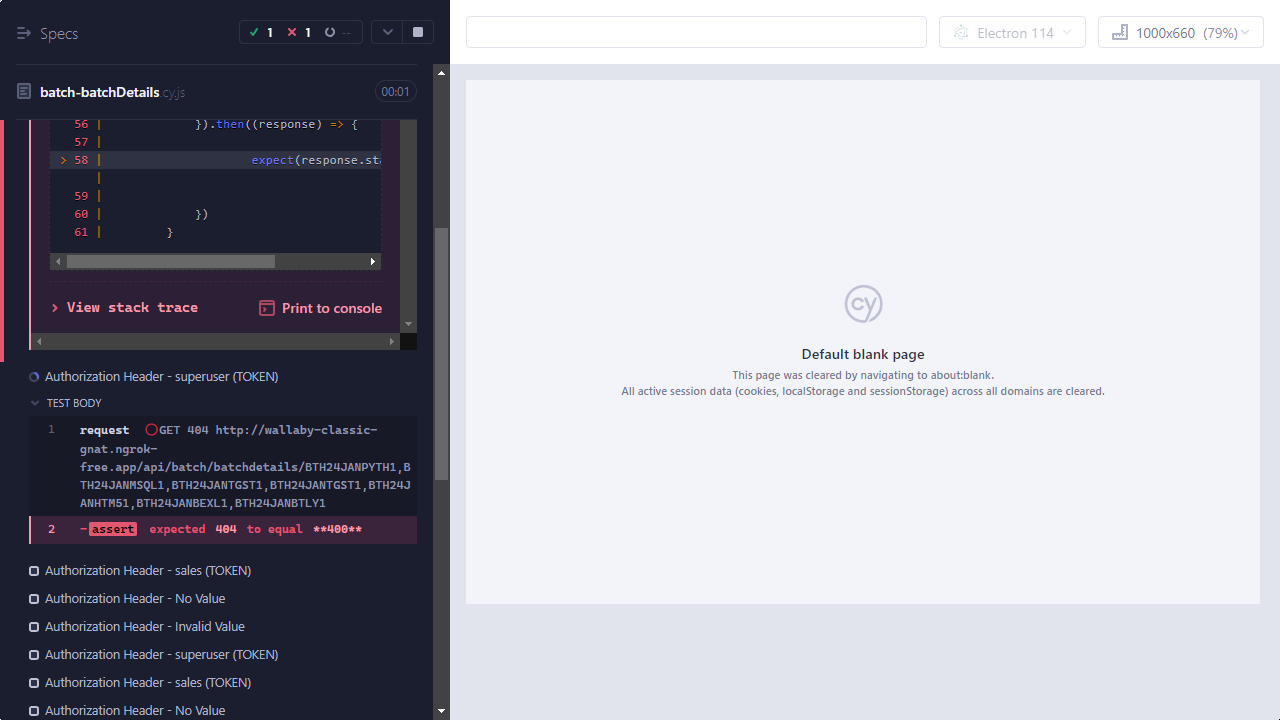 Specs
1 1 --
Electron 114
1000x660 (79%)
batch-batchDetails.cy.js
00:01
56 | }).then((response) => {
57 |
> 58 | expect(response.sta
|
59 |
60 | })
61 | }
View stack trace
Print to console
Authorization Header - superuser (TOKEN)
TEST BODY
1 request GET 404 http://wallaby-classic-
gnat.ngrok-
free.app/api/batch/batchdetails/BTH24JANPYTH1,B
TH24JANMSQL1,BTH24JANTGST1,BTH24JANTGST1,BTH24J
ANHTM51,BTH24JANBEXL1,BTH24JANBTLY1
2 -assert expected 404 to equal **400**
Authorization Header - sales (TOKEN)
Authorization Header - No Value
Authorization Header - Invalid Value
Authorization Header - superuser (TOKEN)
Authorization Header - sales (TOKEN)
Authorization Header - No Value
cy
Default blank page
This page was cleared by navigating to about:blank.
All active session data (cookies, localStorage and sessionStorage) across all domains are cleared.